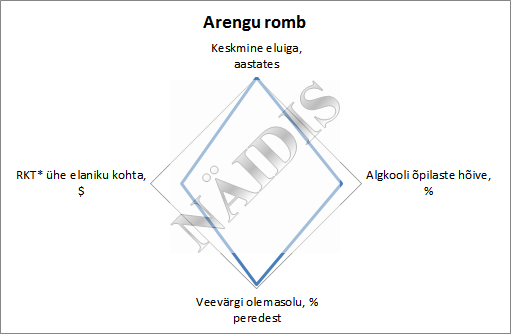 Arengu romb
Keskmine eluiga,
aastates
NÄIDIS
RKT* ühe elaniku kohta,
$
Algkooli õpilaste hõive,
%
Veevärgi olemasolu, %
peredest